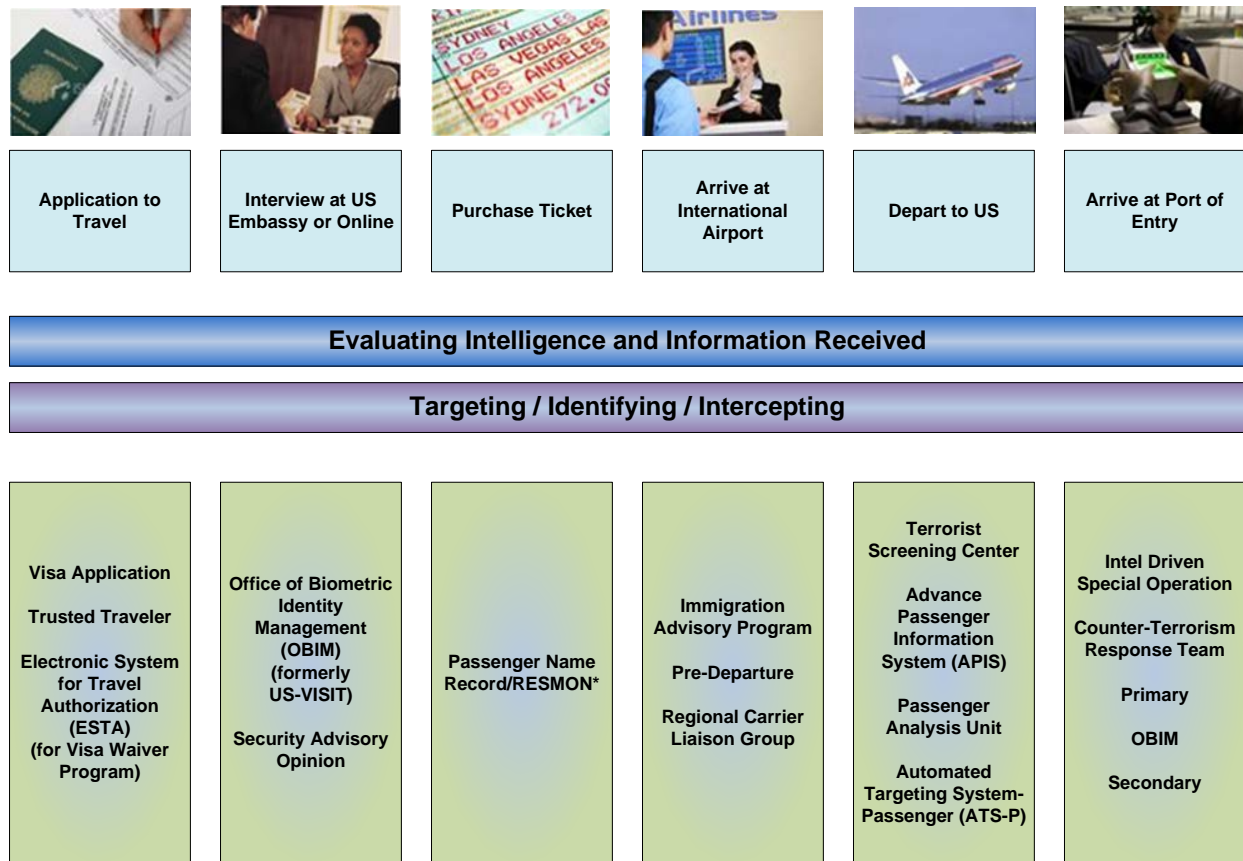 SYDNEY
LOS ANGELES
LAS VEGAS LAS
LOS ANGELES
SYDNEY
272.0
Airlines
Application to
Travel
Interview at US
Embassy or Online
Purchase Ticket
Arrive at
International
Airport
Depart to US
Arrive at Port of
Entry
Evaluating Intelligence and Information Received
Targeting / Identifying / Intercepting
Visa Application
Trusted Traveler
Electronic System
for Travel
Authorization
(ESTA)
(for Visa Waiver
Program)
Office of Biometric
Identity
Management
(OBIM)
(formerly
US-VISIT)
Security Advisory
Opinion
Passenger Name
Record/RESMON*
Immigration
Advisory Program
Pre-Departure
Regional Carrier
Liaison Group
Terrorist
Screening Center
Advance
Passenger
Information
System (APIS)
Passenger
Analysis Unit
Automated
Targeting System-
Passenger (ATS-P)
Intel Driven
Special Operation
Counter-Terrorism
Response Team
Primary
OBIM
Secondary